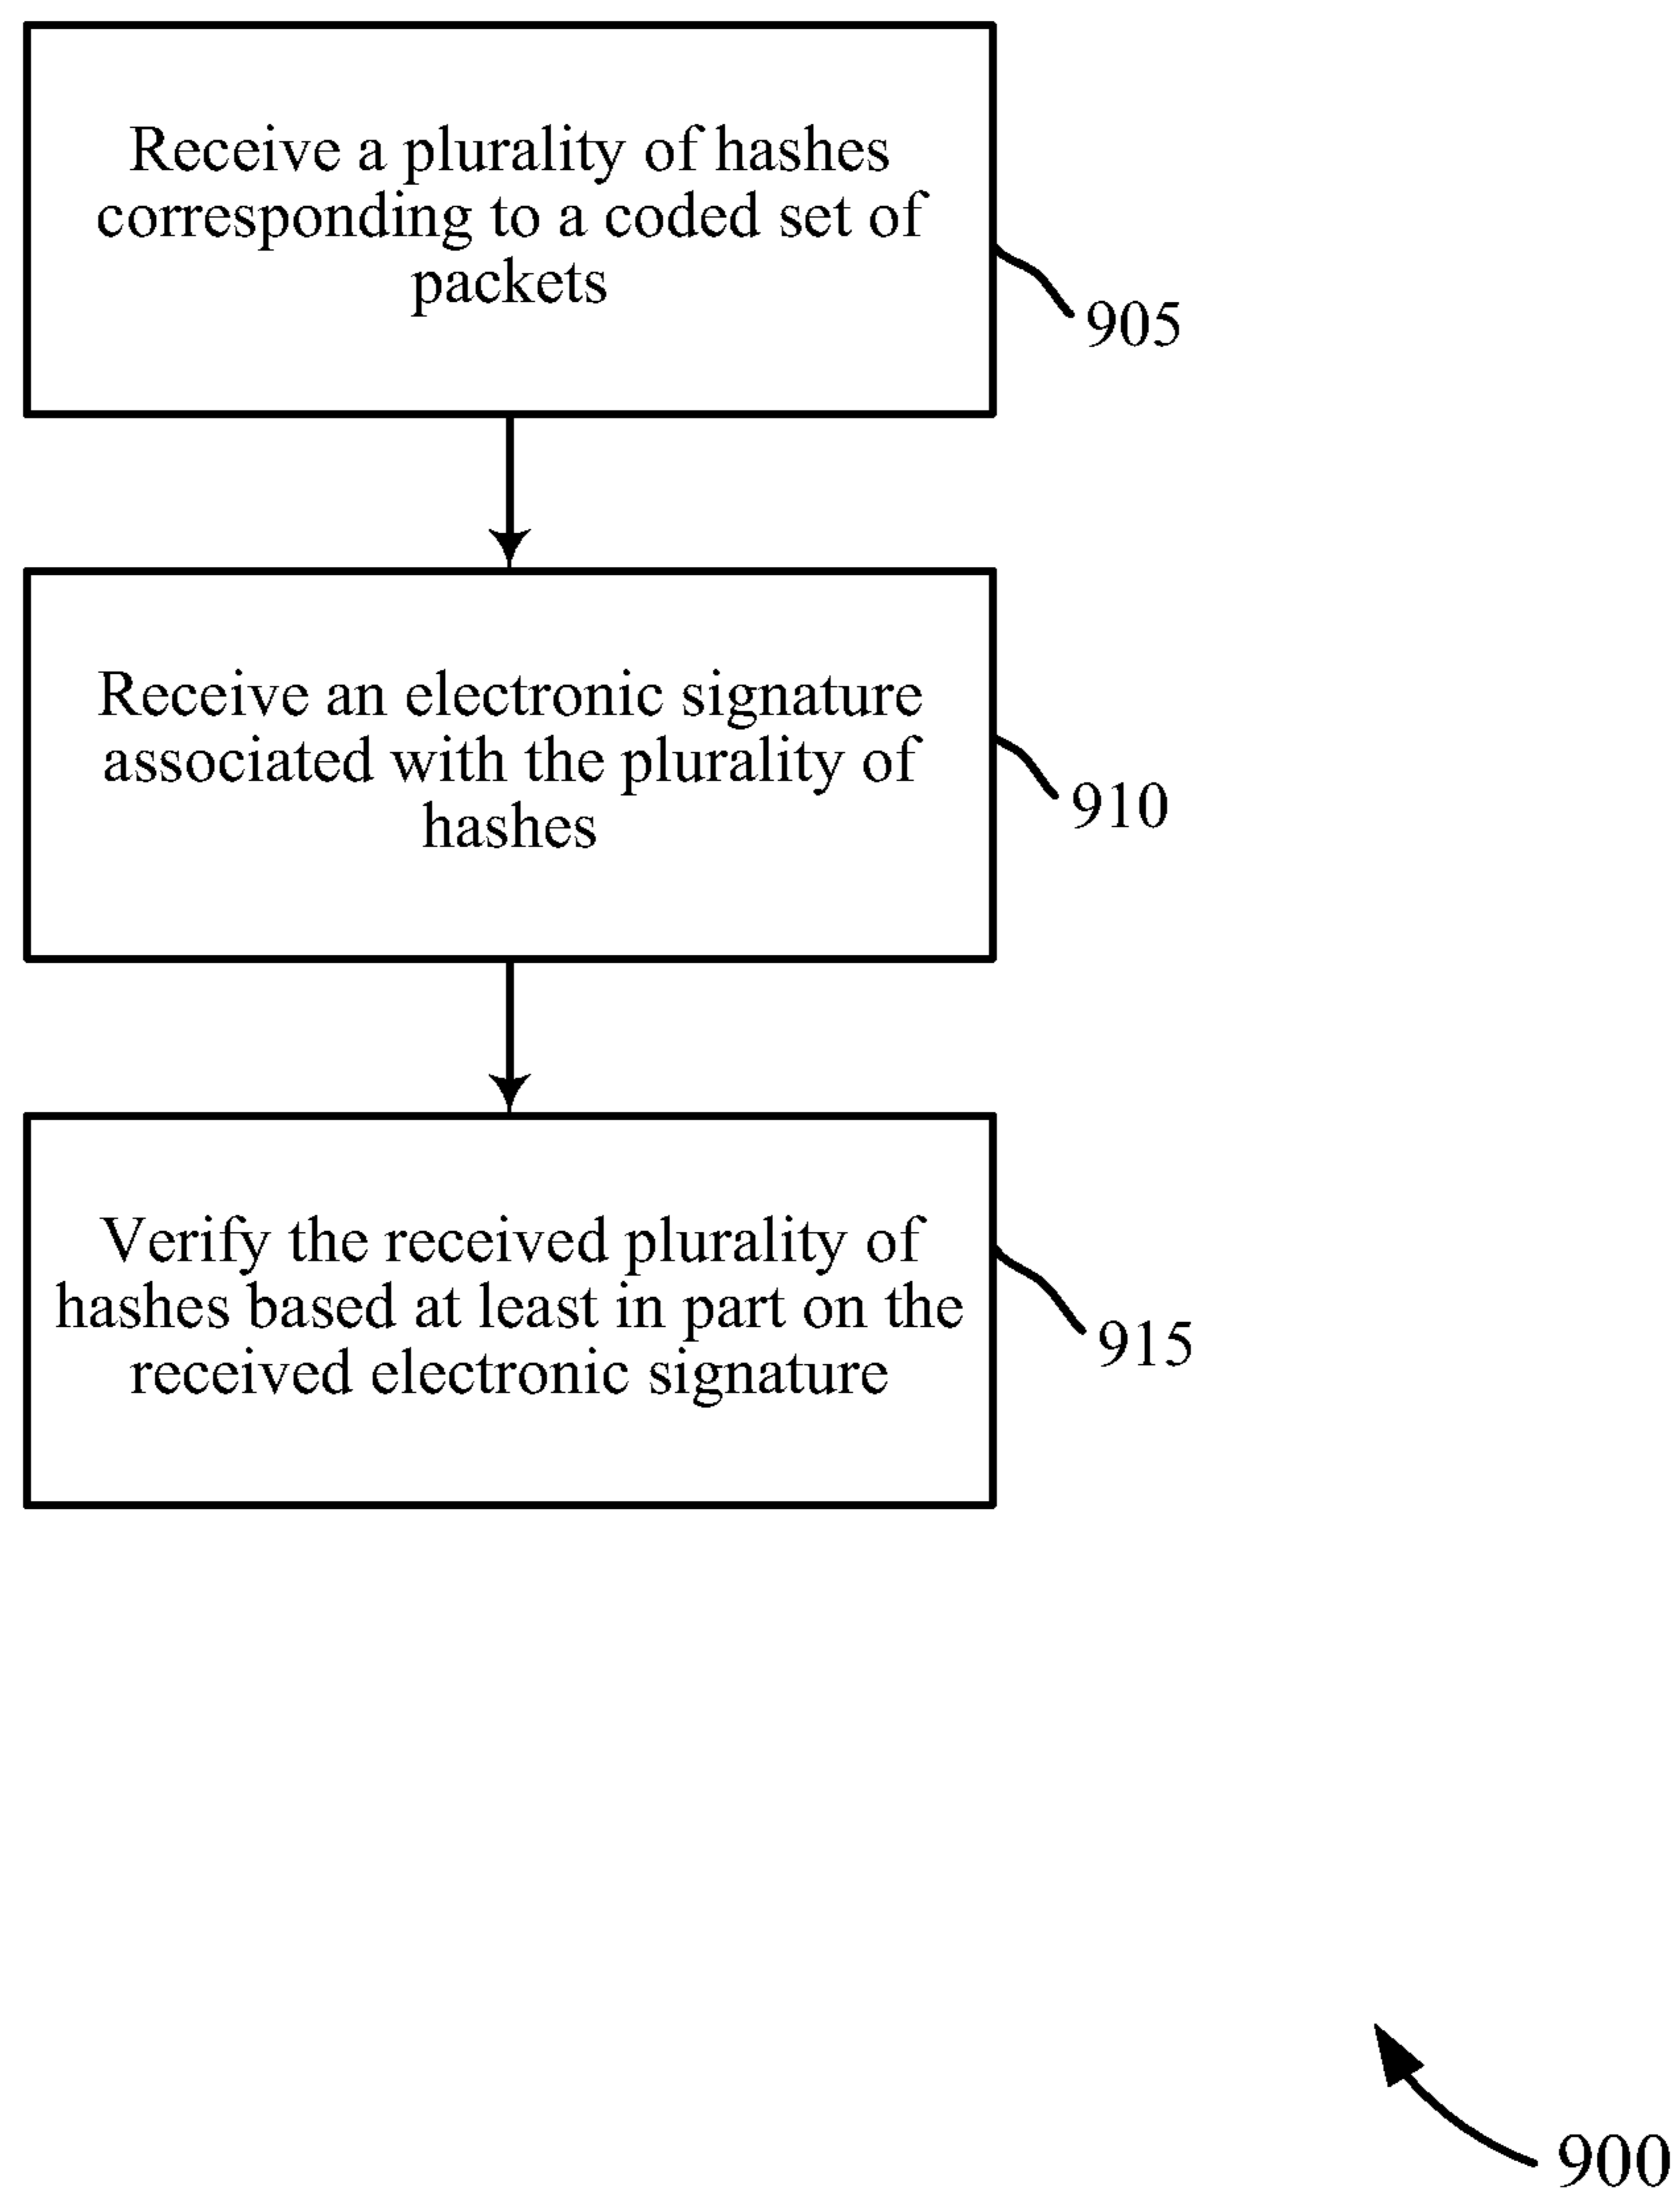 Receive a plurality of hashes
corresponding to a coded set of
packets
905
Receive an electronic signature
associated with the plurality of
hashes
910
Verify the received plurality of
hashes based at least in part on the
received electronic signature
915
900